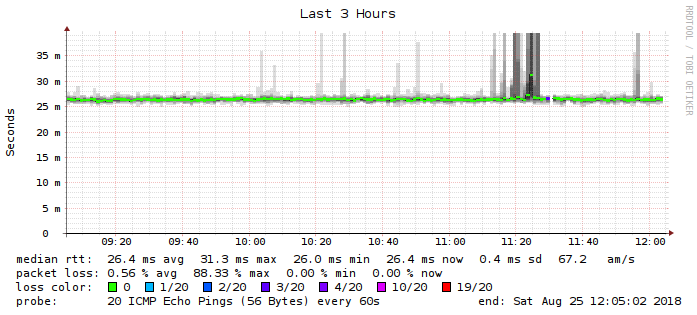 Last 3 Hours
RRDTOOL / TOBI OETIKER
Seconds
35 m
30 m
25 m
20 m
15 m
10 m
5 m
0
09:20 09:40 10:00 10:20 10:40 11:00 11:20 11:40 12:00
median rtt: 26.4 ms avg 31.3 ms max 26.0 ms min 26.4 ms now 0.4 ms sd 67.2 am/s
packet loss: 0.56 % avg 88.33 % max 0.00 % min 0.00 % now
loss color: 0 1/20 2/20 3/20 4/20 10/20 19/20
probe: 20 ICMP Echo Pings (56 Bytes) every 60s end: Sat Aug 25 12:05:02 2018